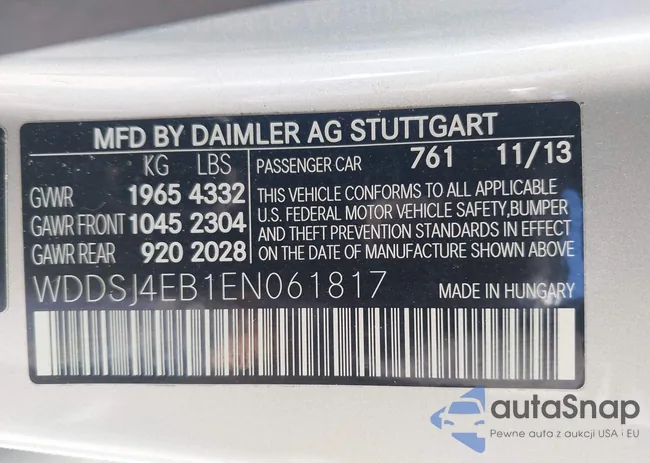 MFD BY DAIMLER AG STUTTGART
KG LBS
GVWR 1965 4332
GAWR FRONT 1045 2304
GAWR REAR 920 2028
PASSENGER CAR 761 11/13
THIS VEHICLE CONFORMS TO ALL APPLICABLE
U.S. FEDERAL MOTOR VEHICLE SAFETY,BUMPER
AND THEFT PREVENTION STANDARDS IN EFFECT
ON THE DATE OF MANUFACTURE SHOWN ABOVE
WDDSJ4EB1EN061817 MADE IN HUNGARY
autaSnap
Pewne auta z aukcji USA i EU